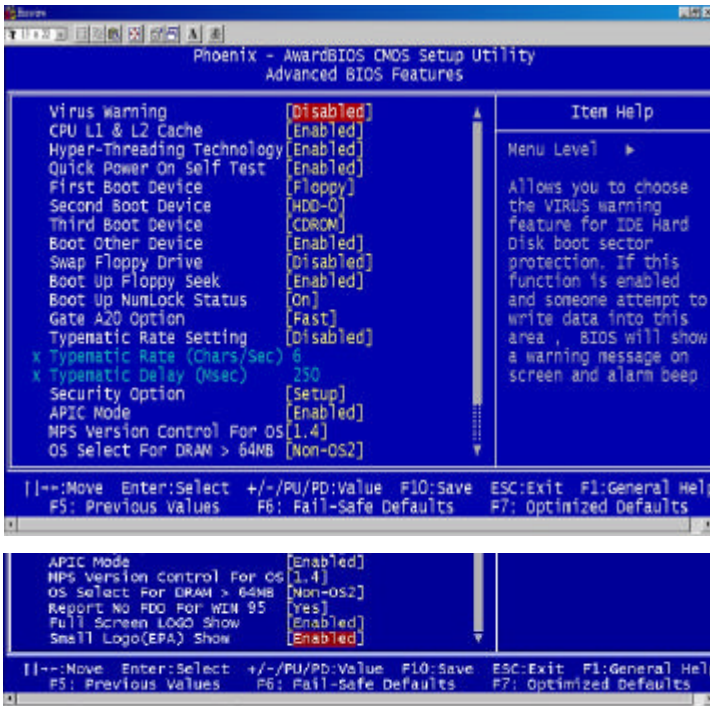 Phoenix - AwardBIOS CMOS Setup Utility
Advanced BIOS Features
Virus Warning [Disabled]
CPU L1 & L2 Cache [Enabled]
Hyper-Threading Technology[Enabled]
Quick Power On Self Test [Enabled]
First Boot Device [Floppy]
Second Boot Device [HDD-0]
Third Boot Device [CDROM]
Boot Other Device [Enabled]
Swap Floppy Drive [Disabled]
Boot Up Floppy Seek [Enabled]
Boot Up NumLock Status [On]
Gate A20 Option [Fast]
Typematic Rate Setting [Disabled]
x Typematic Rate (Chars/Sec) 6
x Typematic Delay (Msec) 250
Security Option [Setup]
APIC Mode [Enabled]
MPS Version Control For OS[1.4]
OS Select For DRAM > 64MB [Non-OS2]
Item Help
Menu Level ▸
Allows you to choose
the VIRUS warning
feature for IDE Hard
Disk boot sector
protection. If this
function is enabled
and someone attempt to
write data into this
area , BIOS will show
a warning message on
screen and alarm beep
:Move Enter:Select +/-/PU/PD:Value F10:Save ESC:Exit F1:General Help
F5: Previous Values F6: Fail-Safe Defaults F7: Optimized Defaults
APIC Mode [Enabled]
MPS Version Control For OS[1.4]
OS Select For DRAM > 64MB [Non-OS2]
Report No FDD For WIN 95 [Yes]
Full Screen LOGO Show [Enabled]
Small Logo(EPA) Show [Enabled]
:Move Enter:Select +/-/PU/PD:Value F10:Save ESC:Exit F1:General Hel
F5: Previous Values F6: Fail-Safe Defaults F7: Optimized Defaults